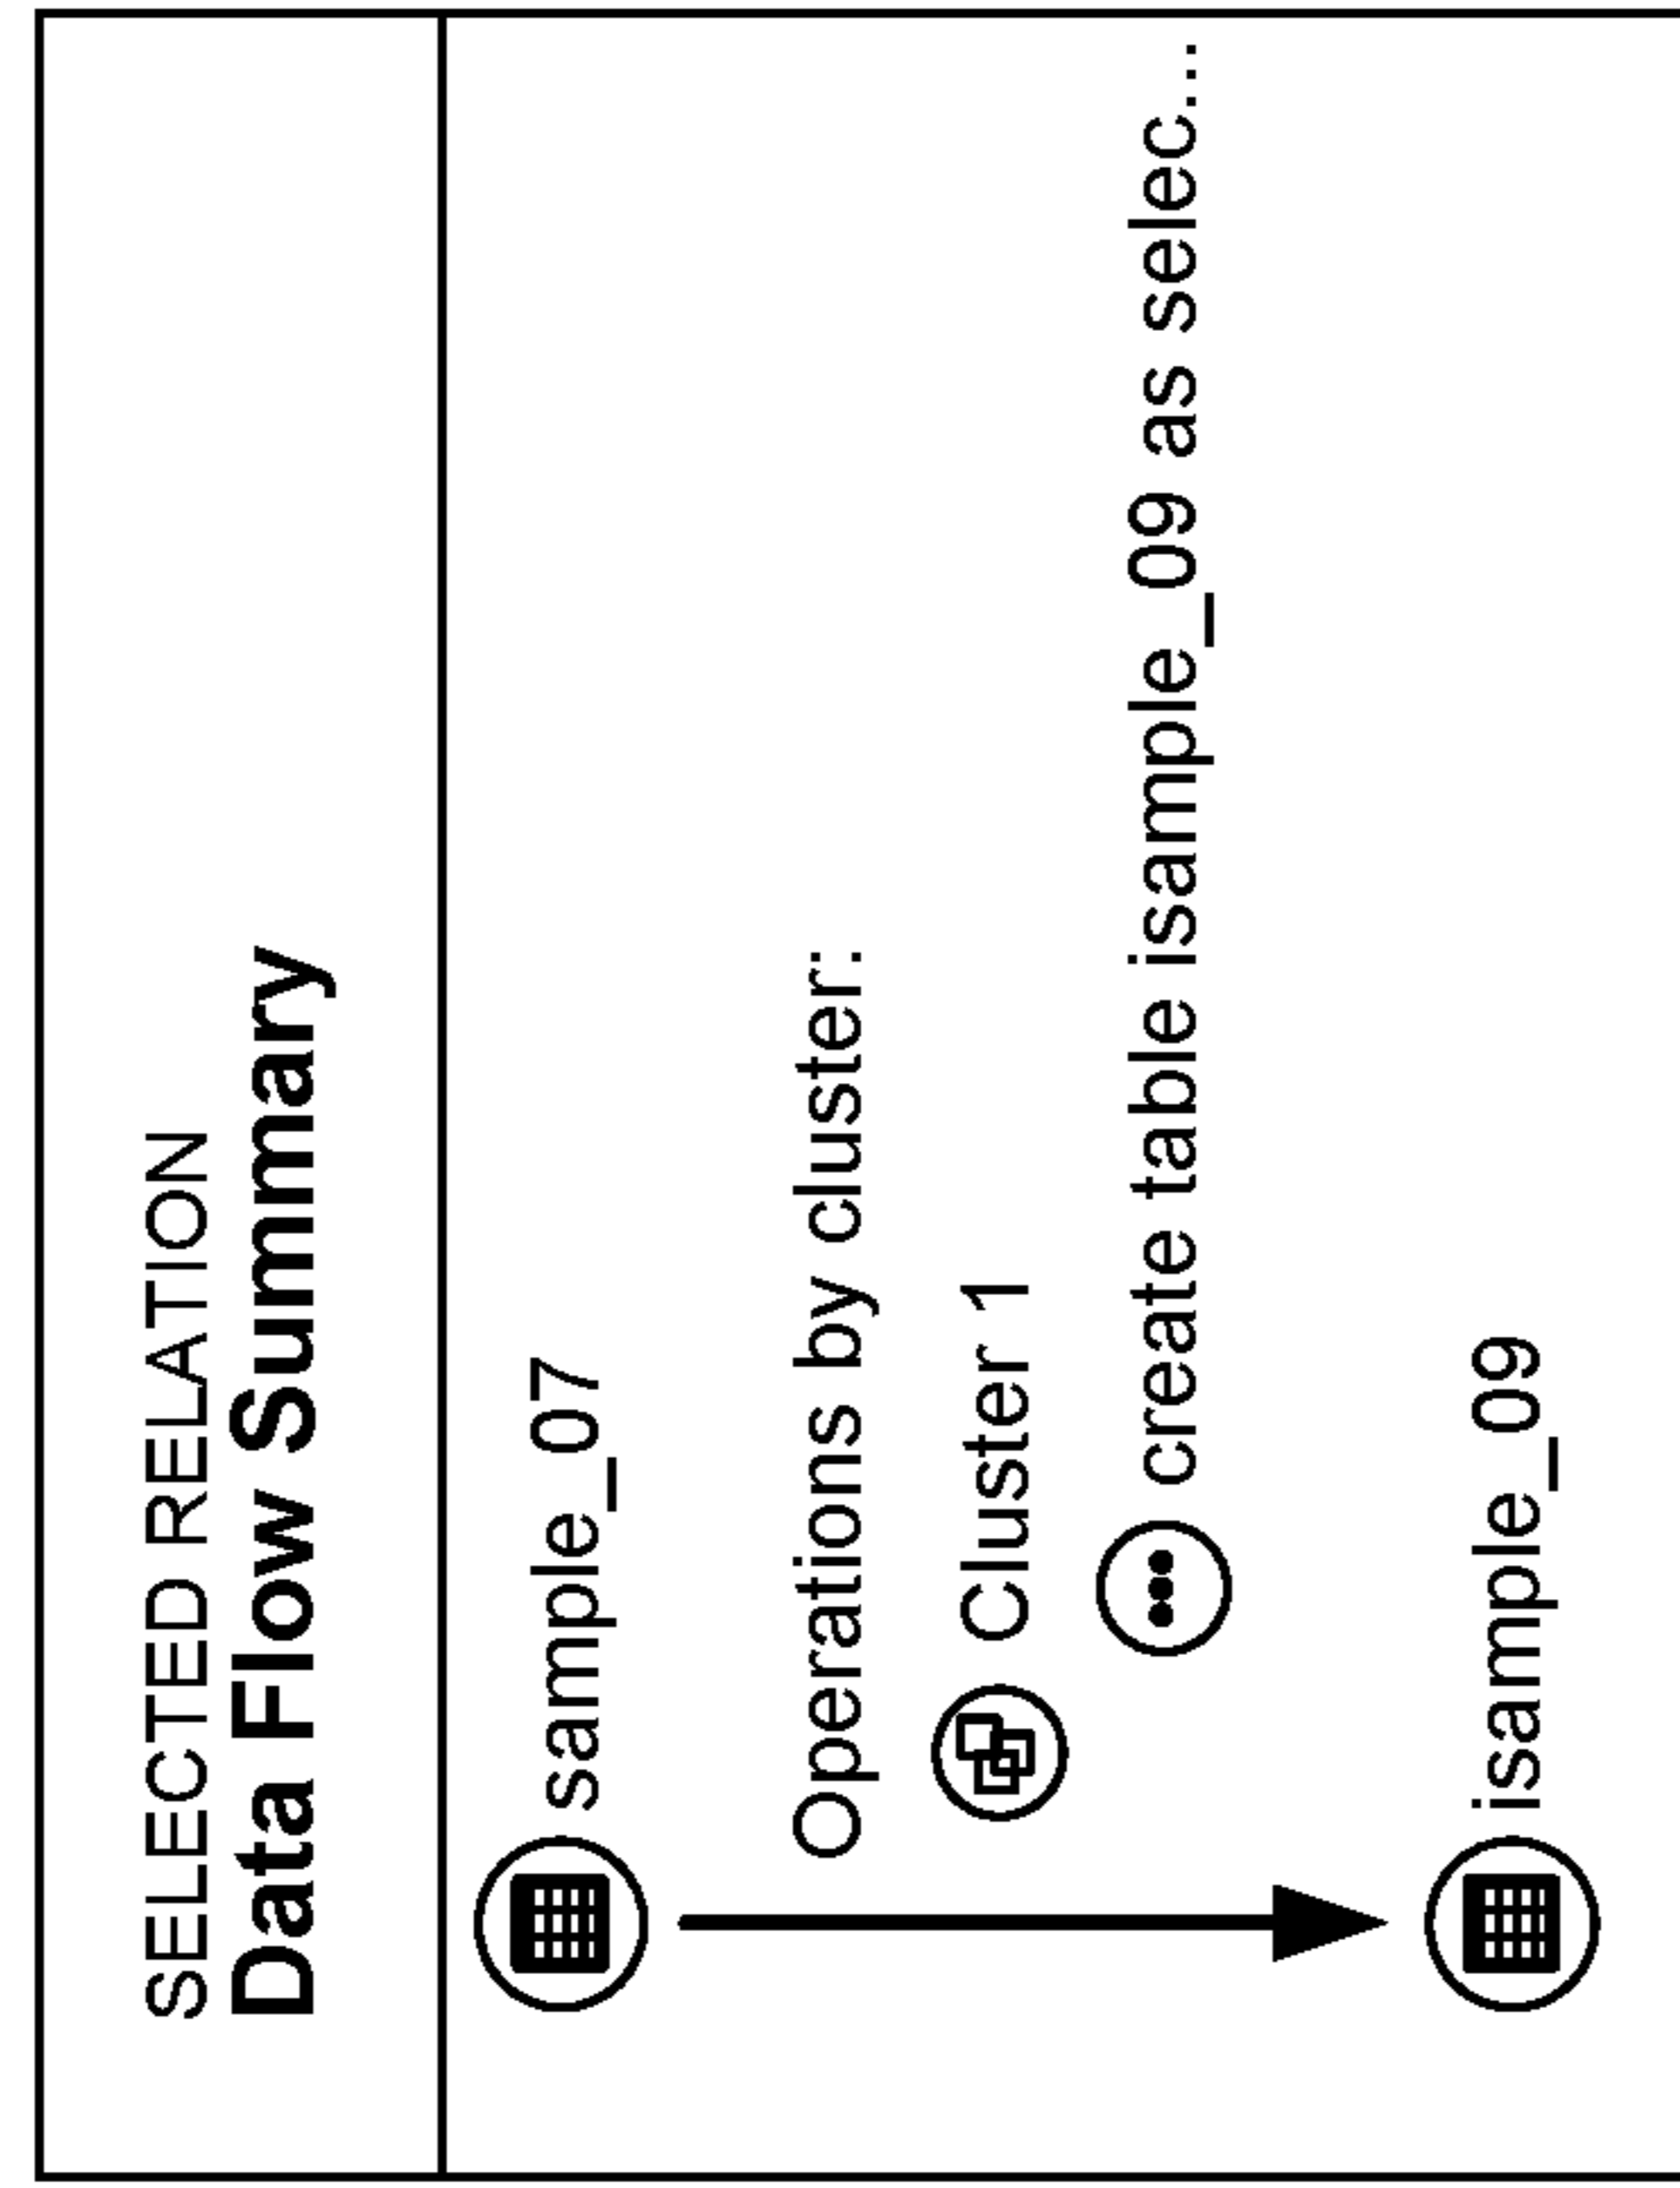 SELECTED RELATION
Data Flow Summary
sample_07
Operations by cluster:
Cluster 1
create table isample_09 as selec...
isample_09